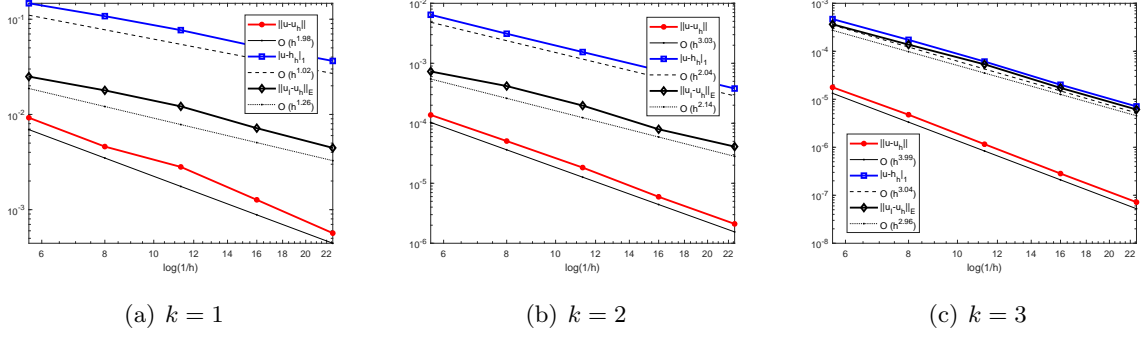 10^-1
10^-2
10^-3
||u-u_h||
O (h^1.98)
|u-h_h|_1
O (h^1.02)
||u_I-u_h||_E
O (h^1.26)
6 8 10 12 14 16 18 20 22
log(1/h)
(a) k = 1
10^-2
10^-3
10^-4
10^-5
10^-6
||u-u_h||
O (h^3.03)
|u-h_h|_1
O (h^2.04)
||u_I-u_h||_E
O (h^2.14)
6 8 10 12 14 16 18 20 22
log(1/h)
(b) k = 2
10^-3
10^-4
10^-5
10^-6
10^-7
10^-8
||u-u_h||
O (h^3.99)
|u-h_h|_1
O (h^3.04)
||u_I-u_h||_E
O (h^2.96)
6 8 10 12 14 16 18 20 22
log(1/h)
(c) k = 3